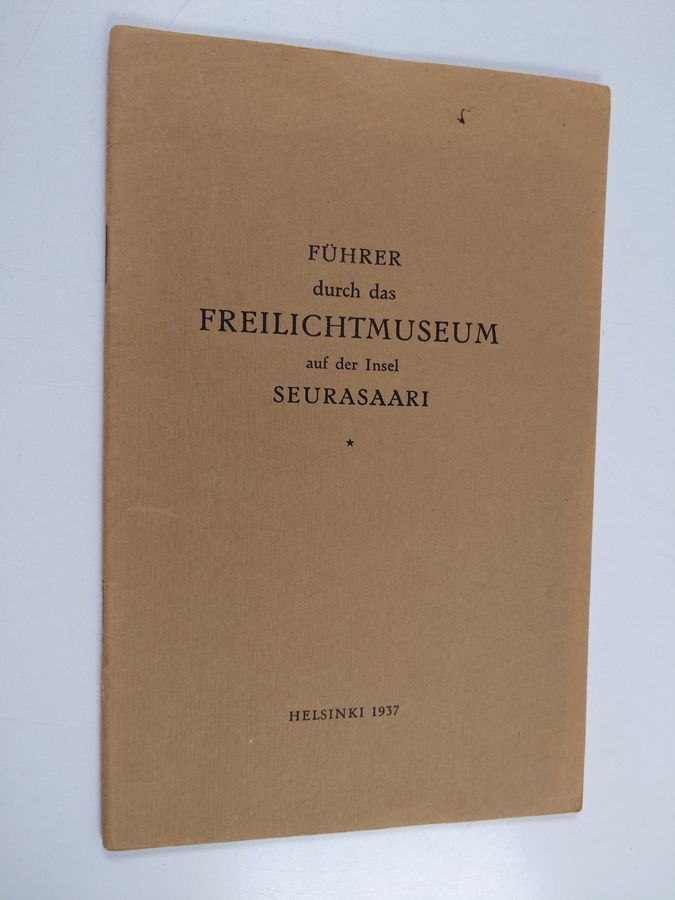 FÜHRER
durch das
FREILICHTMUSEUM
auf der Insel
SEURASAARI
★
HELSINKI 1937